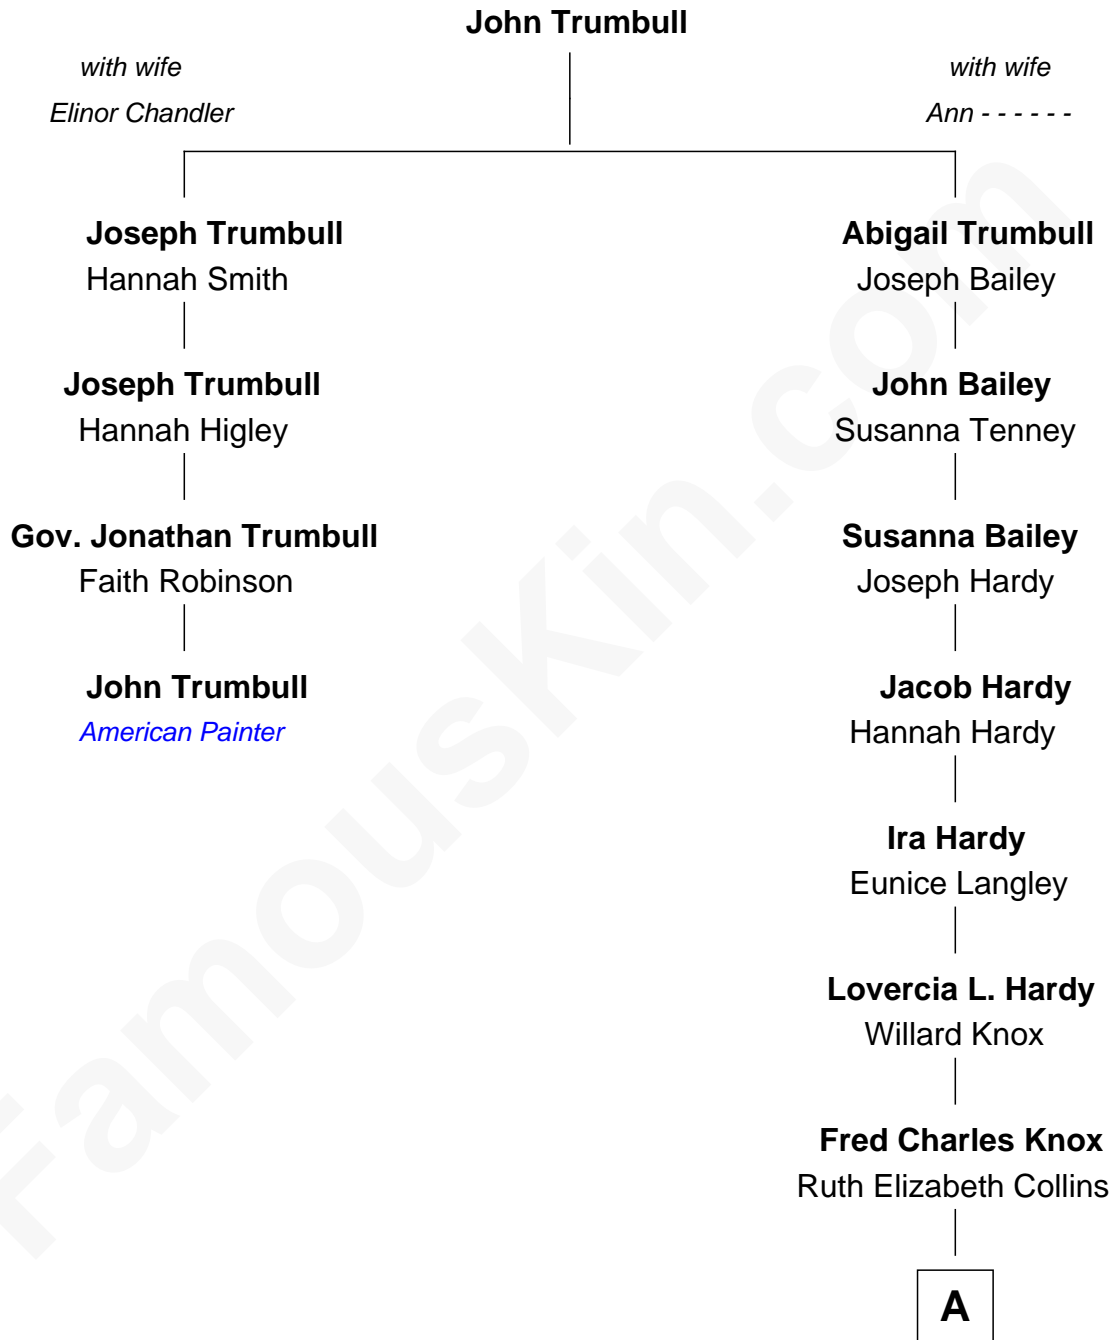 John Trumbull
with wife
with wife
Elinor Chandler
Ann - - - - - -
Joseph Trumbull
Abigail Trumbull
Hannah Smith
Joseph Bailey
Joseph Trumbull
John Bailey
Hannah Higley
Susanna Tenney
Gov. Jonathan Trumbull
Susanna Bailey
Faith Robinson
Joseph Hardy
John Trumbull
Jacob Hardy
American Painter
Hannah Hardy
Ira Hardy
Eunice Langley
Lovercia L. Hardy
Willard Knox
Fred Charles Knox
Ruth Elizabeth Collins
A
FamousKin.com